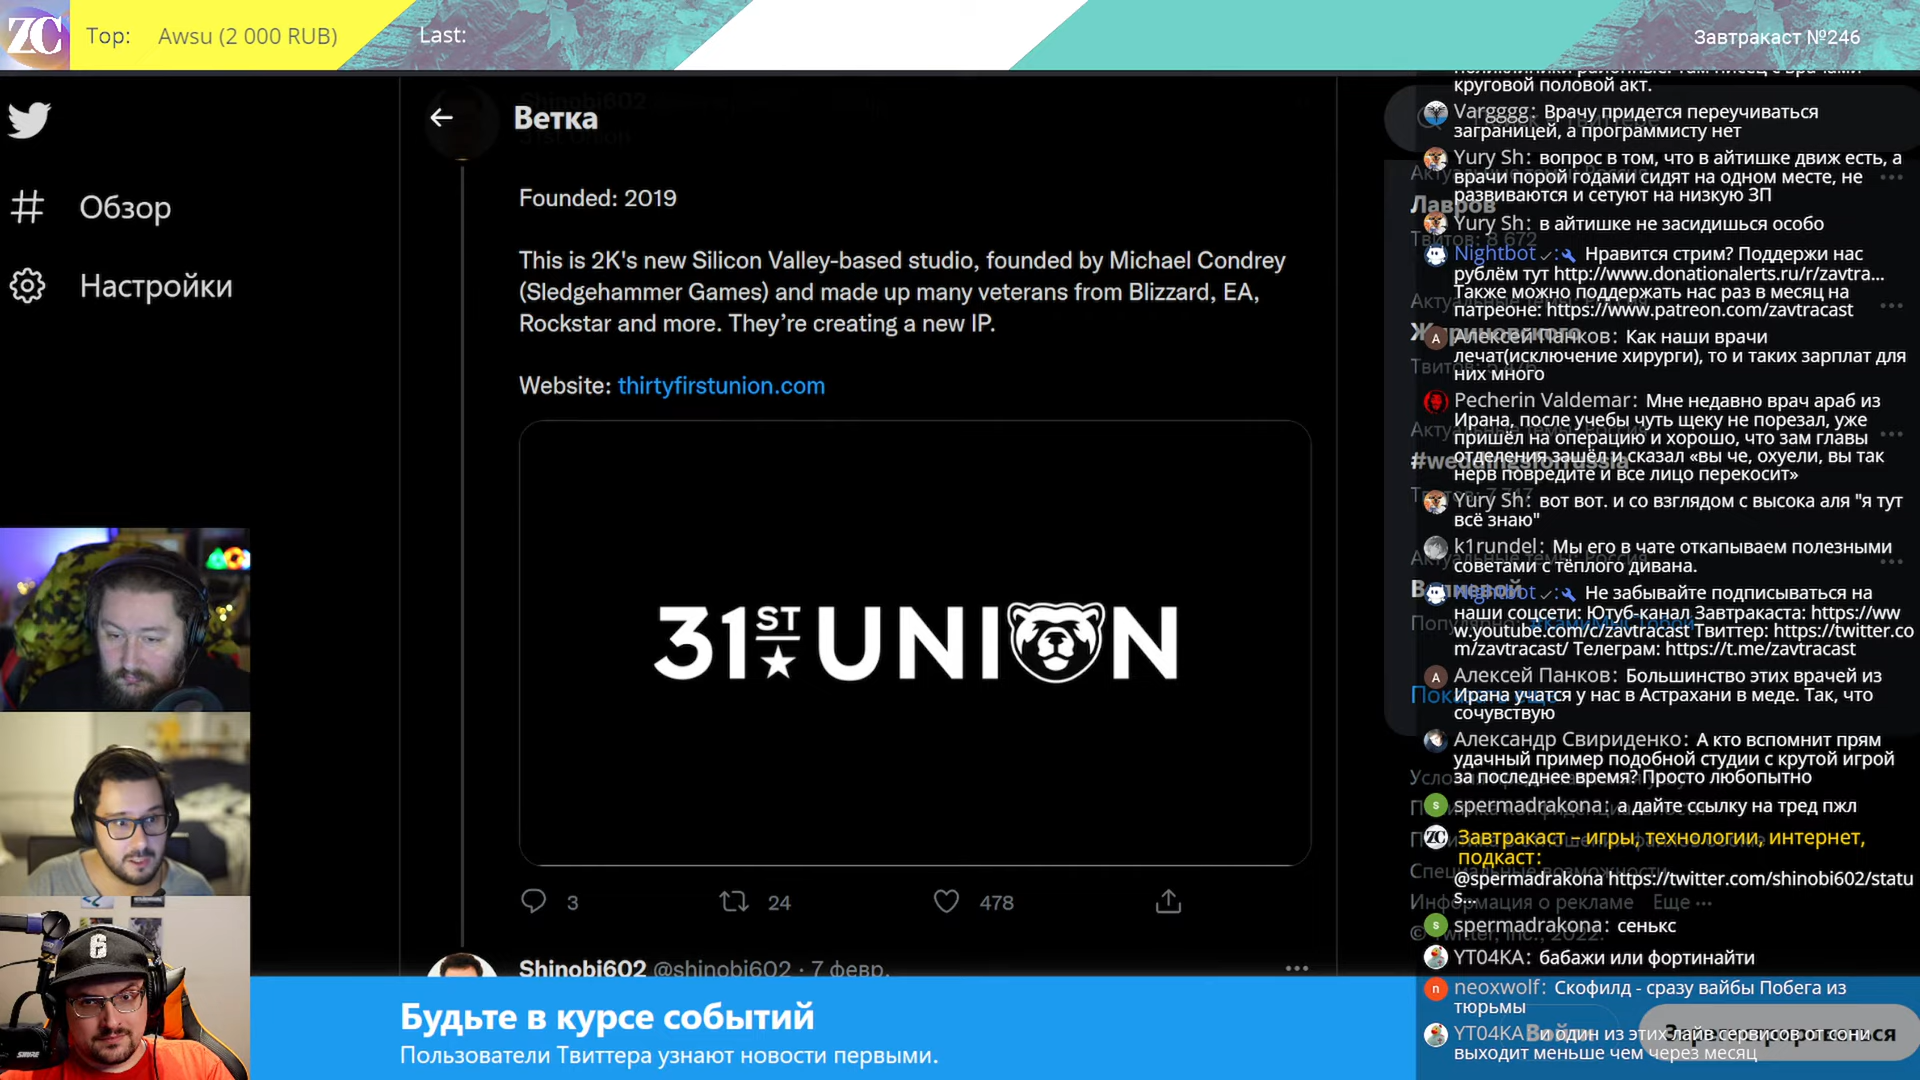 ZC
Top: Awsu (2 000 RUB)
Last:
Завтракаст №246
Ветка
Обзор
Настройки
Founded: 2019
This is 2K's new Silicon Valley-based studio, founded by Michael Condrey
(Sledgehammer Games) and made up many veterans from Blizzard, EA,
Rockstar and more. They’re creating a new IP.
Website: thirtyfirstunion.com
31ST UNION
3
24
478
Shinobi602 @shinobi602 · 7 февр.
Будьте в курсе событий
Пользователи Твиттера узнают новости первыми.
круговой половой акт.
Vargggg: Врачу придется переучиваться
заграницей, а программисту нет
Yury Sh: вопрос в том, что в айтишке движ есть, а
врачи порой годами сидят на одном месте, не
развиваются и сетуют на низкую ЗП
Лавров
Yury Sh: в айтишке не засидишься особо
Твитов: 8 672
Nightbot: Нравится стрим? Поддержи нас
рублём тут http://www.donationalerts.ru/r/zavtra...
Также можно поддержать нас раз в месяц на
патреоне: https://www.patreon.com/zavtracast
Алексей Панков: Как наши врачи
лечат(исключение хирурги), то и таких зарплат для
них много
Pecherin Valdemar: Мне недавно врач араб из
Ирана, после учебы чуть щеку не порезал, уже
пришёл на операцию и хорошо, что зам главы
отделения зашёл и сказал «вы че, охуели, вы так
#weddingsforrussia
нерв повредите и все лицо перекосит»
Yury Sh: вот вот. и со взглядом с высока аля "я тут
всё знаю"
k1rundel: Мы его в чате откапываем полезными
советами с тёплого дивана.
Nightbot: Не забывайте подписываться на
наши соцсети: Ютуб-канал Завтракаста: https://ww
w.youtube.com/c/zavtracast Твиттер: https://twitter.co
m/zavtracast/ Телеграм: https://t.me/zavtracast
Алексей Панков: Большинство этих врачей из
Ирана учатся у нас в Астрахани в меде. Так, что
сочувствую
Александр Свириденко: А кто вспомнит прям
удачный пример подобной студии с крутой игрой
за последнее время? Просто любопытно
spermadrakona: а дайте ссылку на тред пжл
Завтракаст – игры, технологии, интернет,
подкаст:
@spermadrakona https://twitter.com/shinobi602/statu
s...
Информация о рекламе Еще ···
spermadrakona: сенькс
© Twitter, Inc., 2022.
YT04KA: бабажи или фортинайти
neoxwolf: Скофилд - сразу вайбы Побега из
тюрьмы
YT04KA: и один из этих лайв сервисов от сони
выходит меньше чем через месяц
Войти
Зарегистрироваться